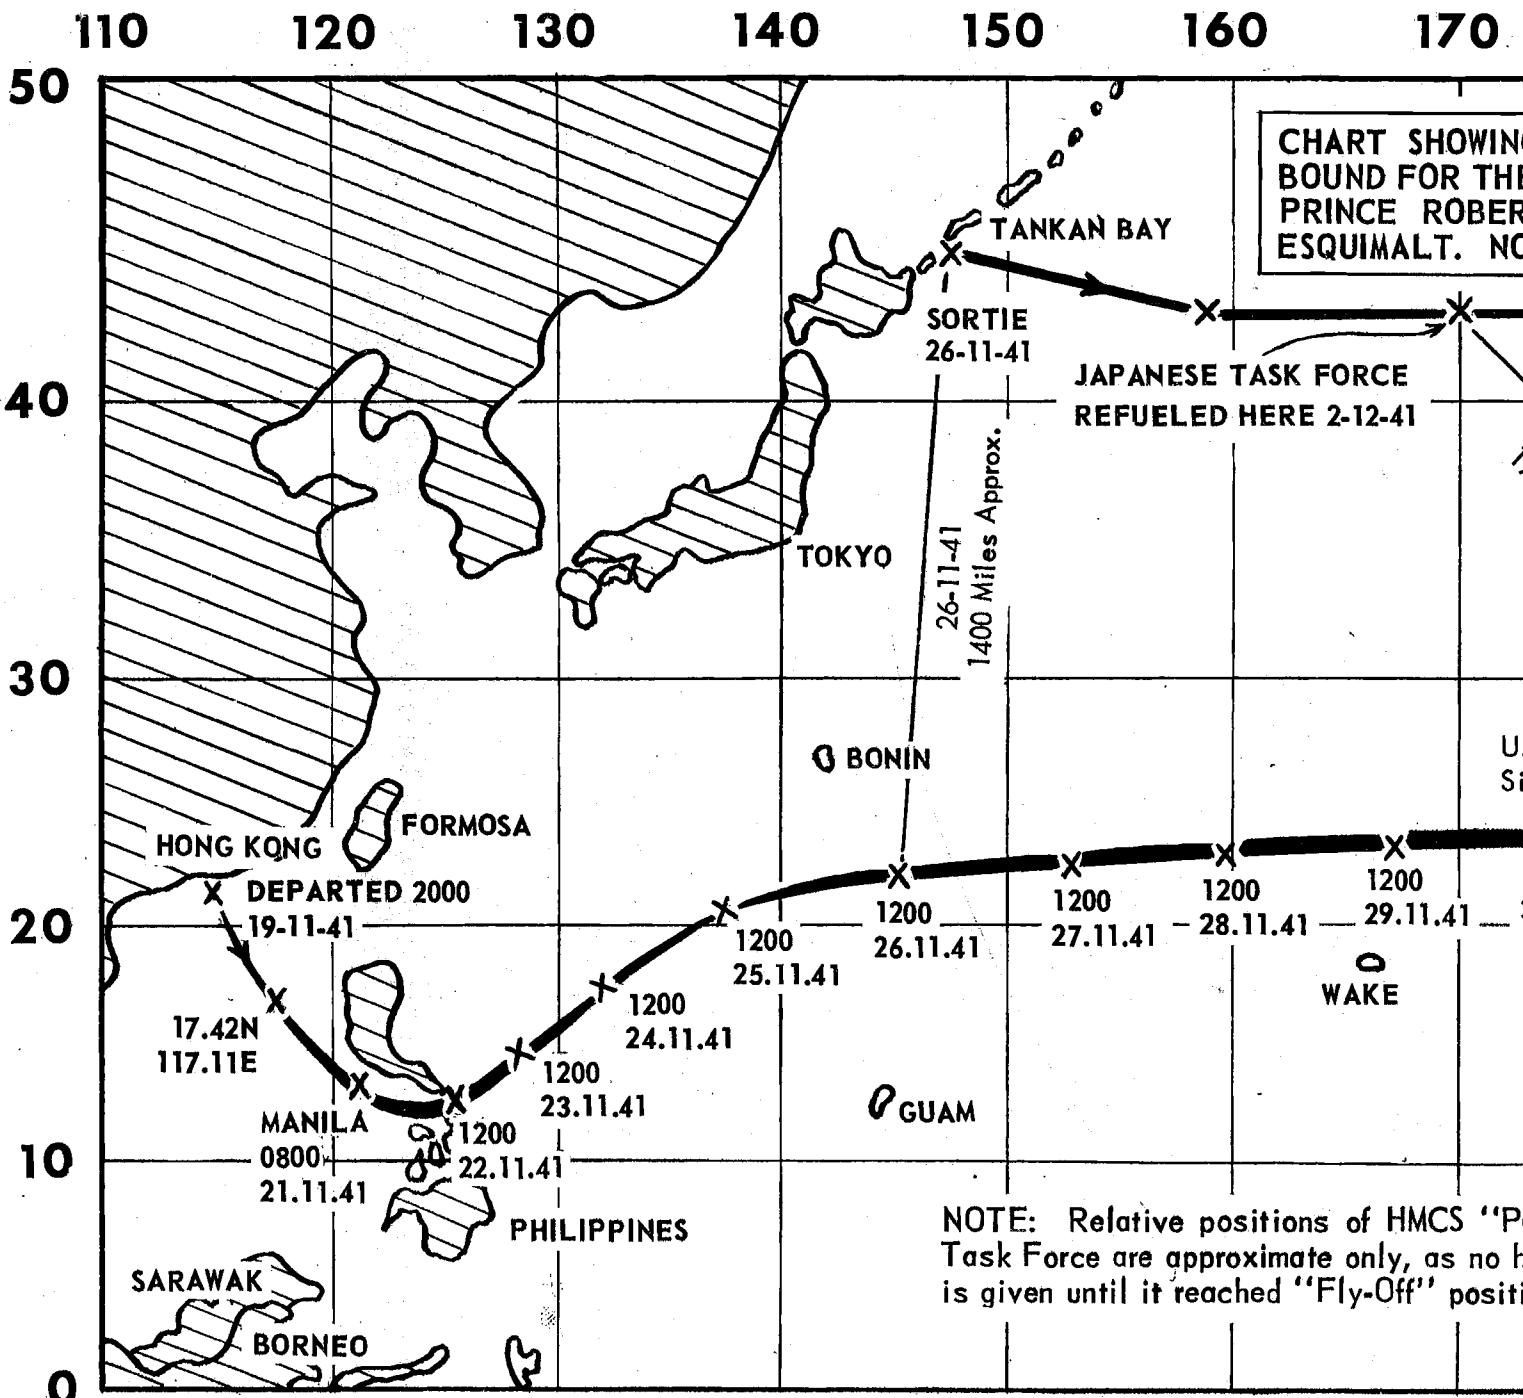 110 120 130 140 150 160 170
50
CHART SHOWING
BOUND FOR THE
PRINCE ROBER
ESQUIMALT. NO
TANKAN BAY
SORTIE
26-11-41
JAPANESE TASK FORCE
REFUELED HERE 2-12-41
40
26-11-41
1400 Miles Approx.
TOKYO
30
BONIN
U.
Si
FORMOSA
HONG KONG
DEPARTED 2000
19-11-41
20
1200
25.11.41
1200
26.11.41
1200
27.11.41
1200
28.11.41
1200
29.11.41
WAKE
17.42N
117.11E
1200
24.11.41
1200
23.11.41
GUAM
MANILA
0800
21.11.41
1200
22.11.41
10
PHILIPPINES
NOTE: Relative positions of HMCS "P
Task Force are approximate only, as no h
is given until it reached "Fly-Off" positi
SARAWAK
BORNEO
0